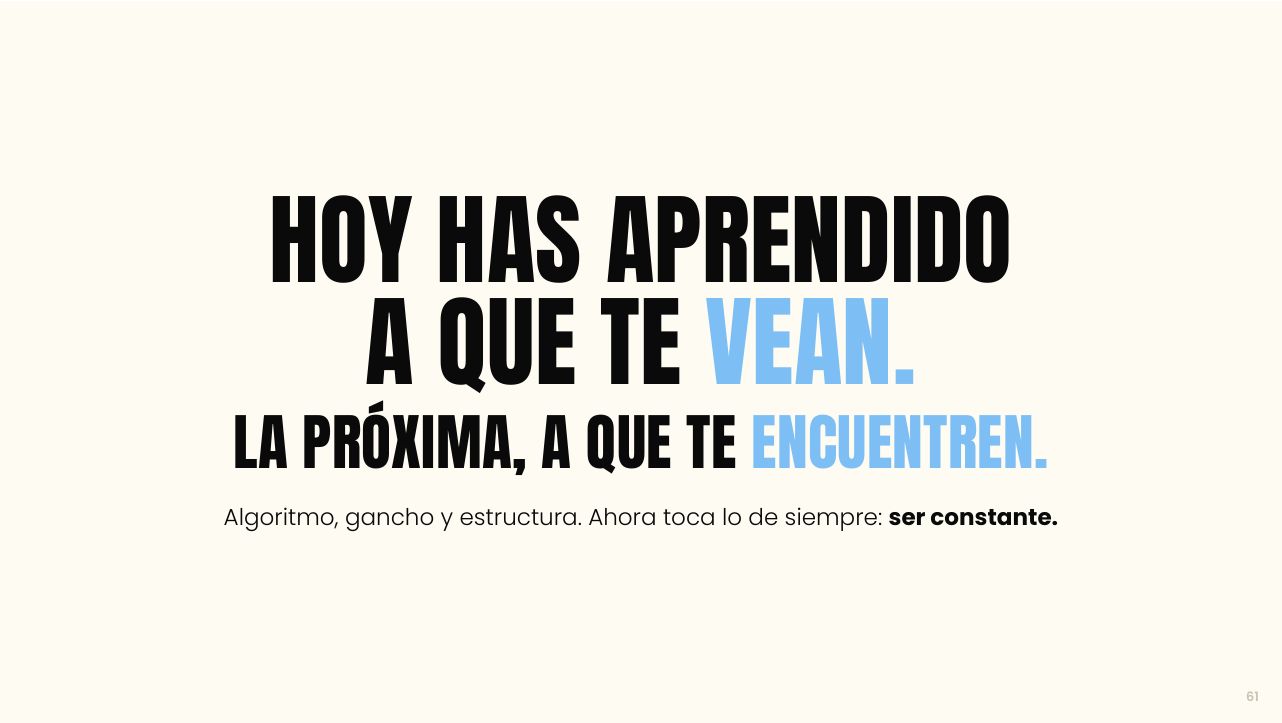 HOY HAS APRENDIDO
A QUE TE VEAN.
LA PRÓXIMA, A QUE TE ENCUENTREN.
Algoritmo, gancho y estructura. Ahora toca lo de siempre: ser constante.
61